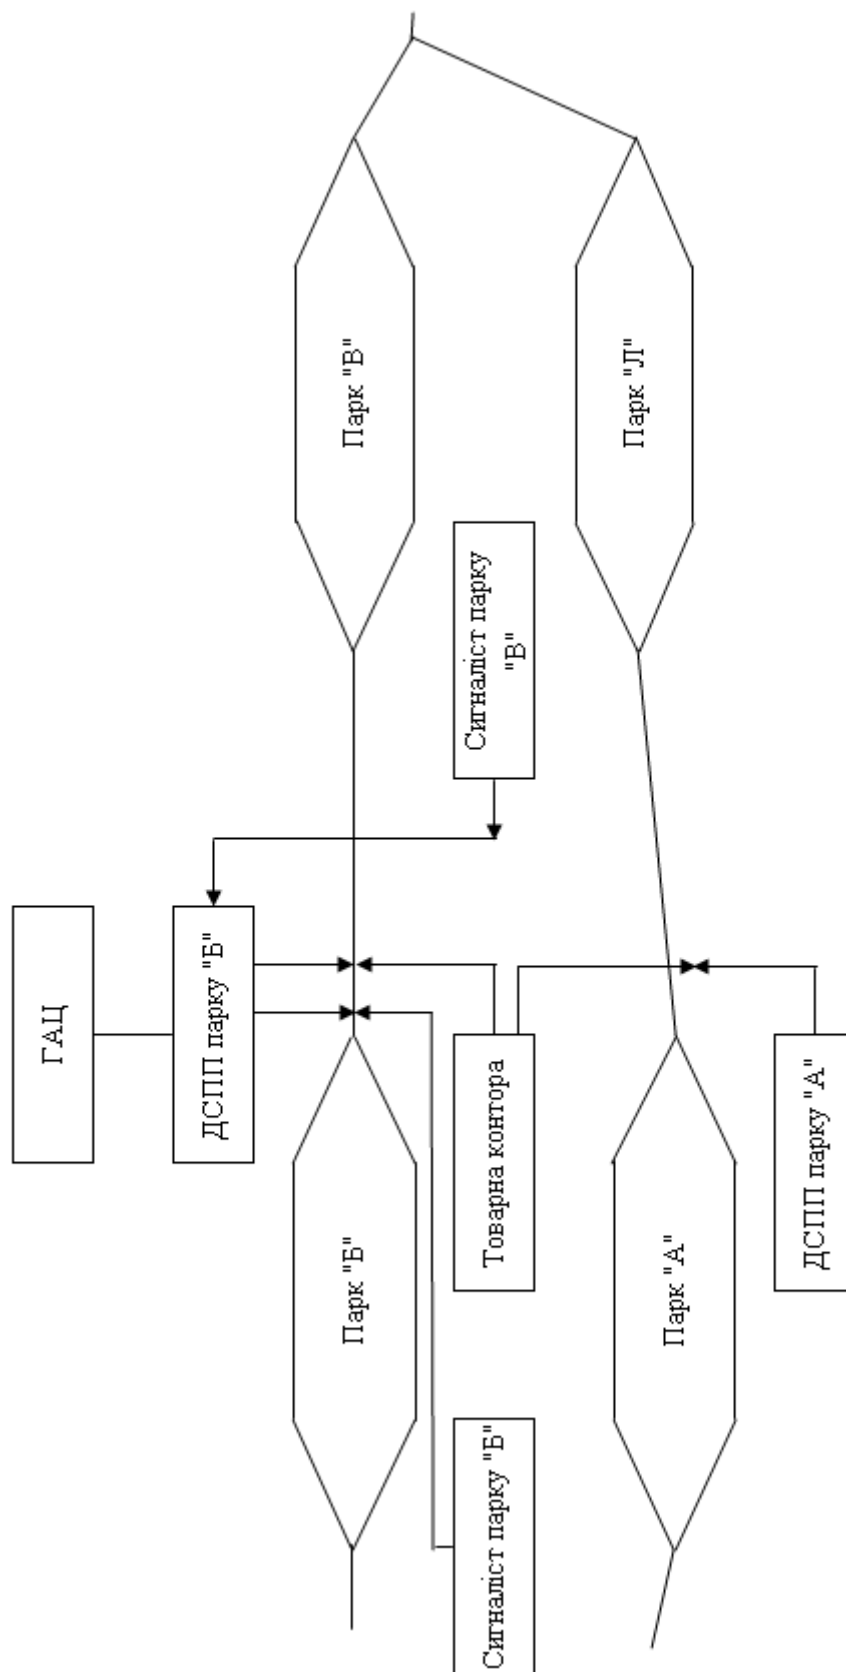 ГАЦ
ДСПП парку "Б"
Парк "Б"
Парк "В"
Сигналіст парку "Б"
Товарна контора
Сигналіст парку
"В"
Парк "А"
Парк "Л"
ДСПП парку "А"